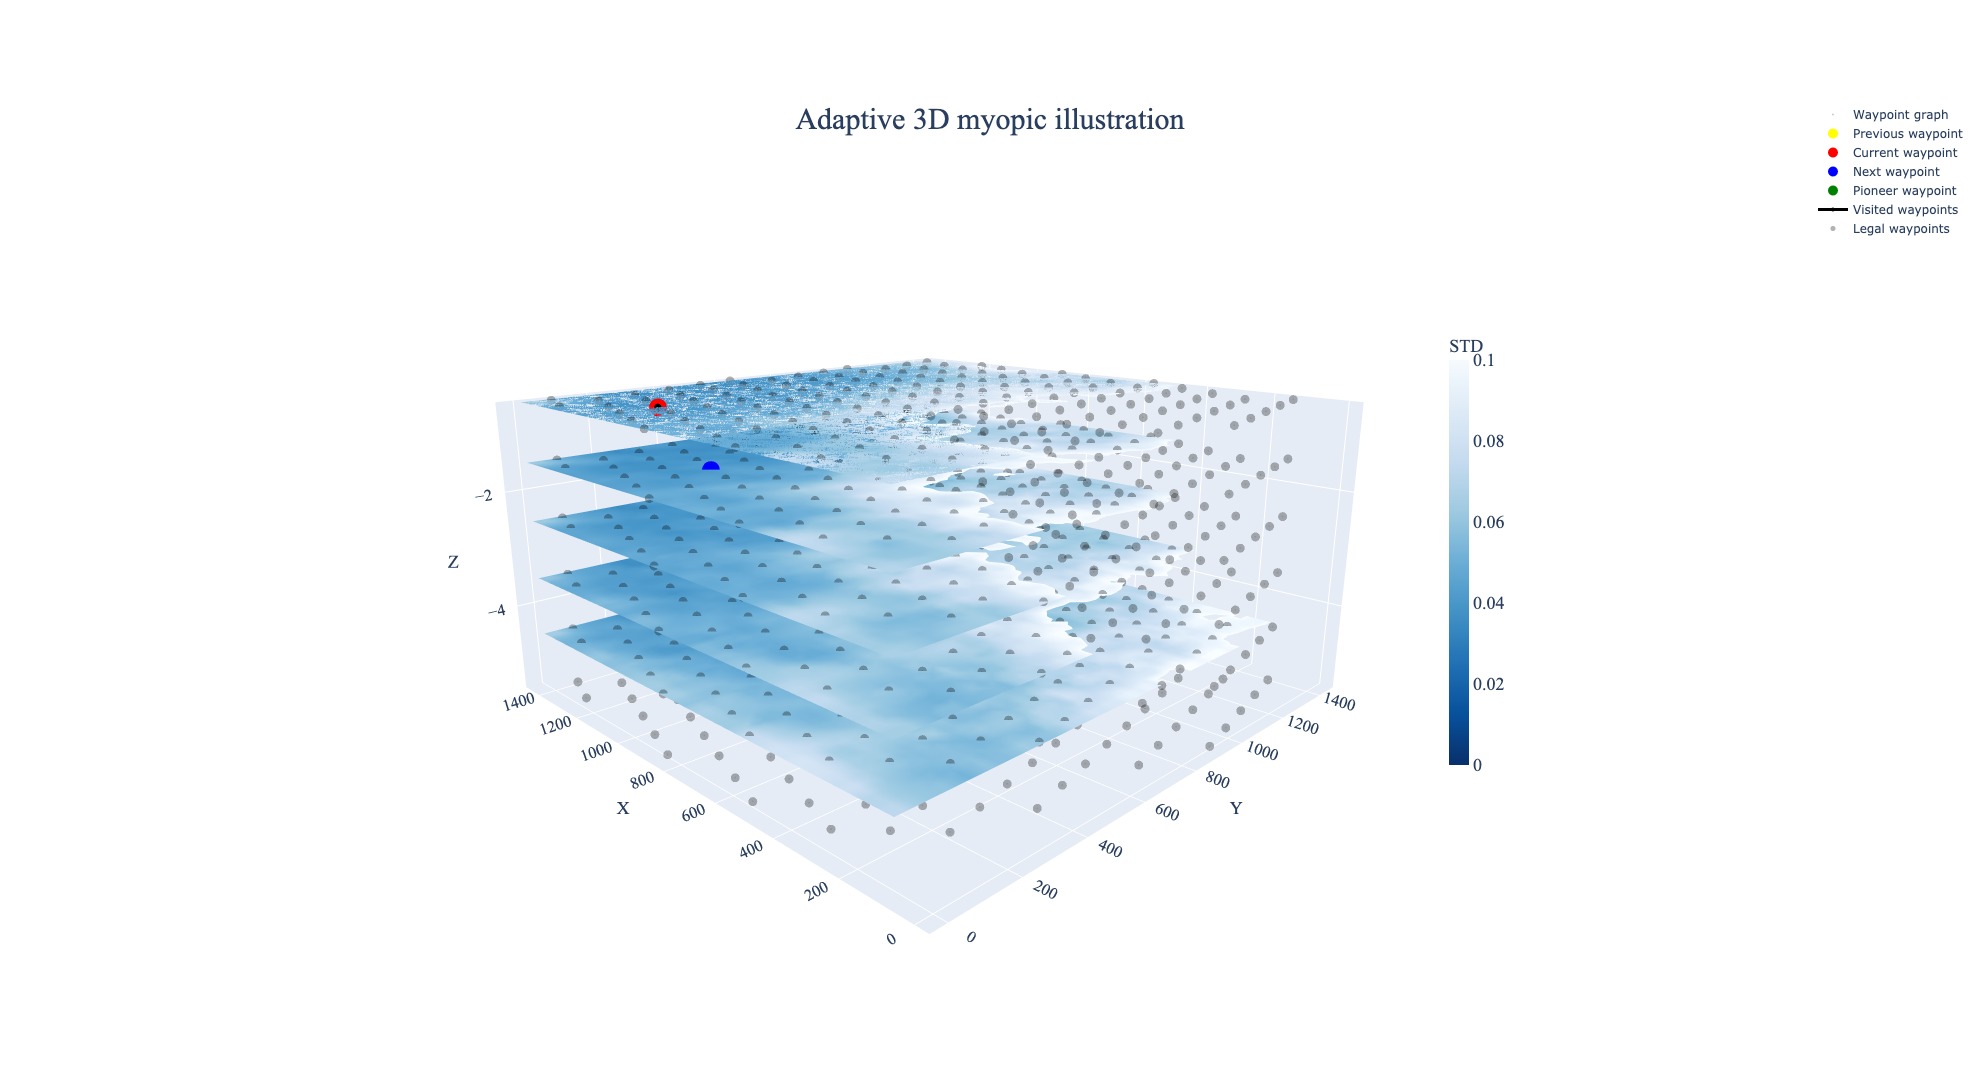 Adaptive 3D myopic illustration
Waypoint graph
Previous waypoint
Current waypoint
Next waypoint
Pioneer waypoint
Visited waypoints
Legal waypoints
STD
0.1
0.08
0.06
0.04
0.02
0
−2
Z
−4
1400
1200
1000
800
X
600
400
200
0
1400
1200
1000
800
Y
600
400
200
0